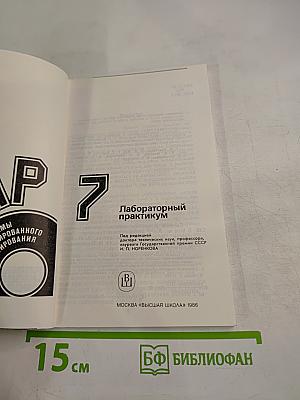 АР
МЫ
ИРОВАННОГО
ИРОВАНИЯ
7
Лабораторный
практикум
Под редакцией
доктора технических наук, профессора,
лауреата Государственной премии СССР
И. П. НОРЕНКОВА
МОСКВА «ВЫСШАЯ ШКОЛА» 1986
15 см
БФ БИБЛИОФАН